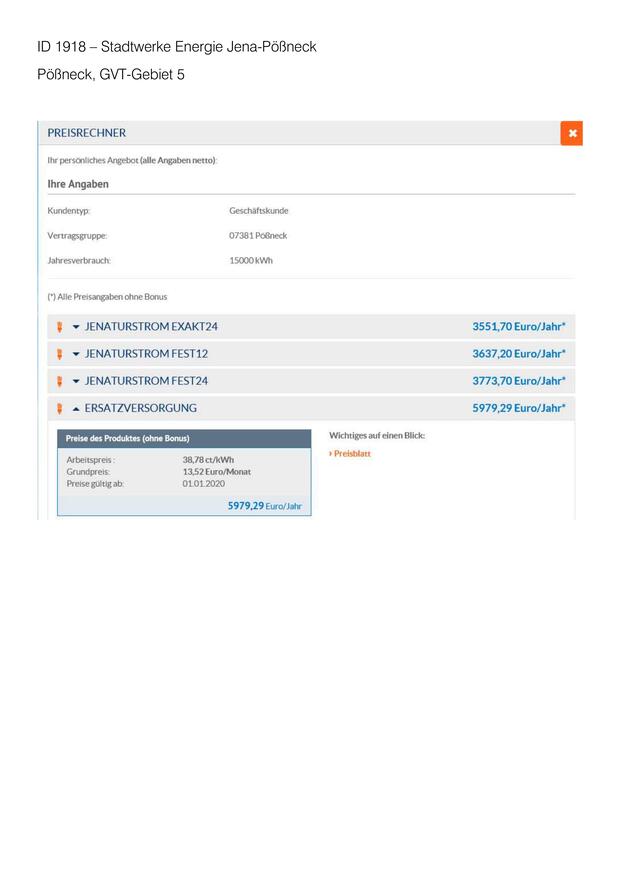 ID 1918 – Stadtwerke Energie Jena-Pößneck
Pößneck, GVT-Gebiet 5
PREISRECHNER
Ihr persönliches Angebot (alle Angaben netto):
Ihre Angaben
Kundentyp: Geschäftskunde
Vertragsgruppe: 07381 Pößneck
Jahresverbrauch: 15000 kWh
(*) Alle Preisangaben ohne Bonus
JENATURSTROM EXAKT24 3551,70 Euro/Jahr*
JENATURSTROM FEST12 3637,20 Euro/Jahr*
JENATURSTROM FEST24 3773,70 Euro/Jahr*
ERSATZVERSORGUNG 5979,29 Euro/Jahr*
Preise des Produktes (ohne Bonus)
Arbeitspreis : 38,78 ct/kWh
Grundpreis: 13,52 Euro/Monat
Preise gültig ab: 01.01.2020
5979,29 Euro/Jahr
Wichtiges auf einen Blick:
› Preisblatt